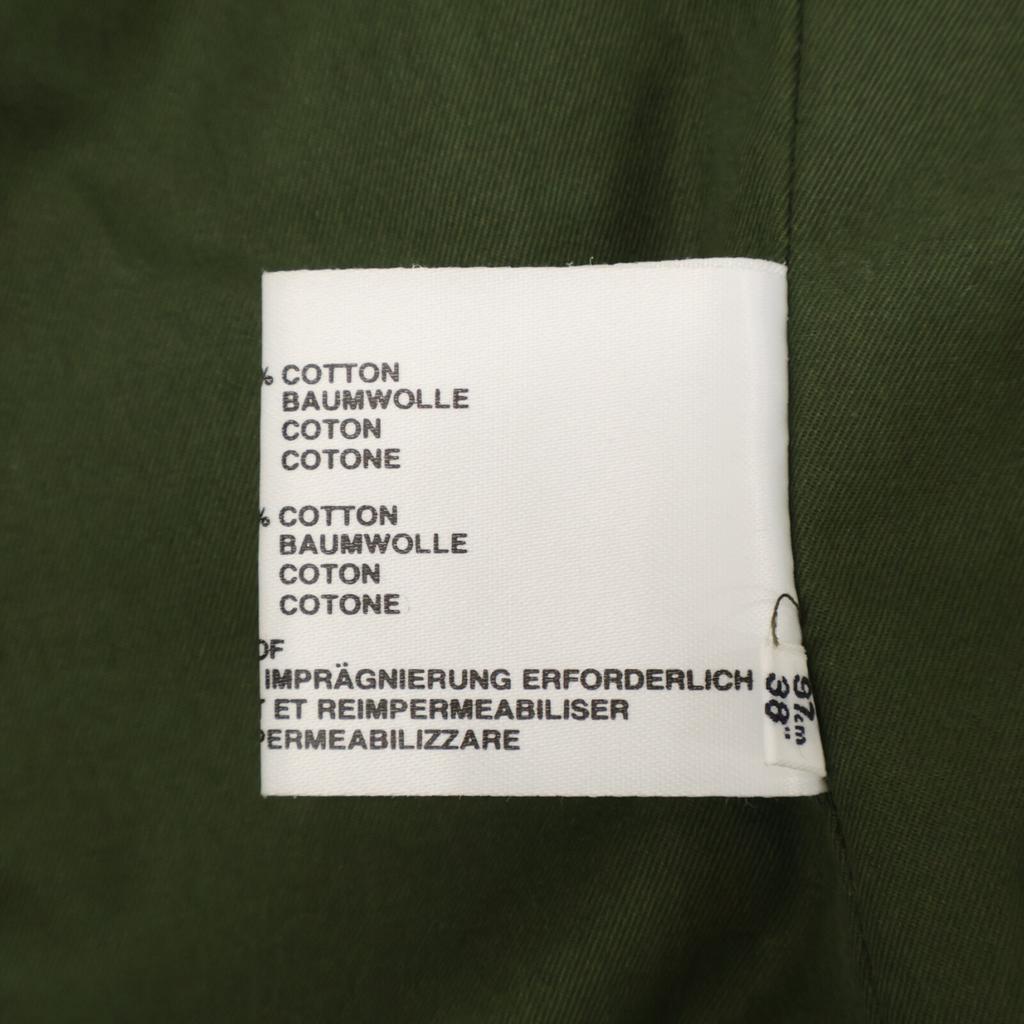 % COTTON
BAUMWOLLE
COTON
COTONE
% COTTON
BAUMWOLLE
COTON
COTONE
OF
IMPRÄGNIERUNG ERFORDERLICH
ET REIMPERMEABILISER
PERMEABILIZZARE
97cm
38"